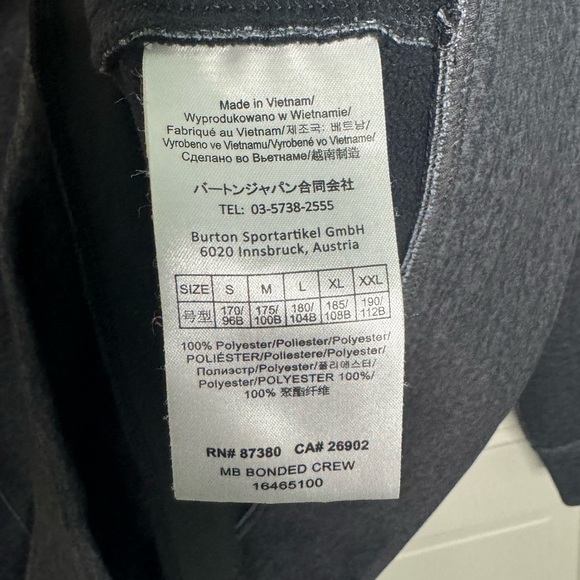 Made in Vietnam/
Wyprodukowano w Wietnamie/
Fabriqué au Vietnam/제조국: 베트남/
Vyrobeno ve Vietnamu/Vyrobené vo Vietname/
Сделано во Вьетнаме/越南制造
バートンジャパン合同会社
TEL: 03-5738-2555
Burton Sportartikel GmbH
6020 Innsbruck, Austria
SIZE S M L XL XXL
号型 170/96B 175/100B 180/104B 185/108B 190/112B
100% Polyester/Polyester/Polyester/
POLIÉSTER/Poliestere/Polyester/
Полиэстр/Polyester/폴리에스터/
Polyester/POLYESTER 100%/
100% 聚酯纤维
RN# 87380 CA# 26902
MB BONDED CREW
16465100